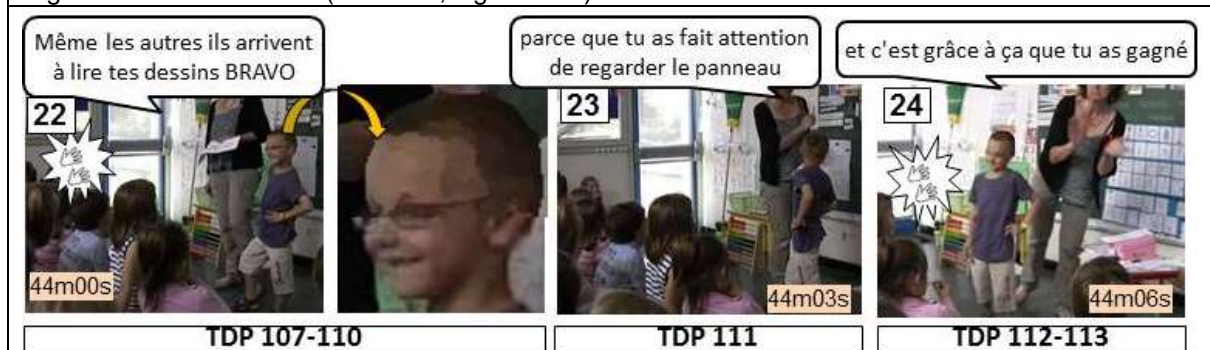 Même les autres ils arrivent
à lire tes dessins BRAVO
parce que tu as fait attention
de regarder le panneau
et c'est grâce à ça que tu as gagné
22
23
24
44m00s
44m03s
44m06s
TDP 107-110
TDP 111
TDP 112-113